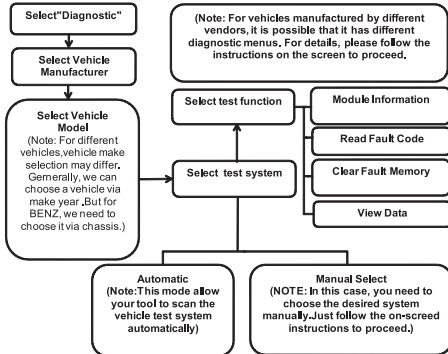 Select"Diagnostic"
Select Vehicle
Manufacturer
Select Vehicle
Model
(Note: For different
vehicles,vehicle make
selection may differ.
Gemerally, we can
choose a vehicle via
make year .But for
BENZ, we need to
choose it via chassis.)
(Note: For vehicles manufactured by different
vendors, it is possible that it has different
diagnostic menus. For details, please follow the
instructions on the screen to proceed.
Select test function
Select test system
Module Information
Read Fault Code
Clear Fault Memory
View Data
Automatic
(Note:This mode allow
your tool to scan the
vehicle test system
automatically)
Manual Select
(NOTE: In this case, you need to
choose the desired system
manually.Just follow the on-screed
instructions to proceed.)